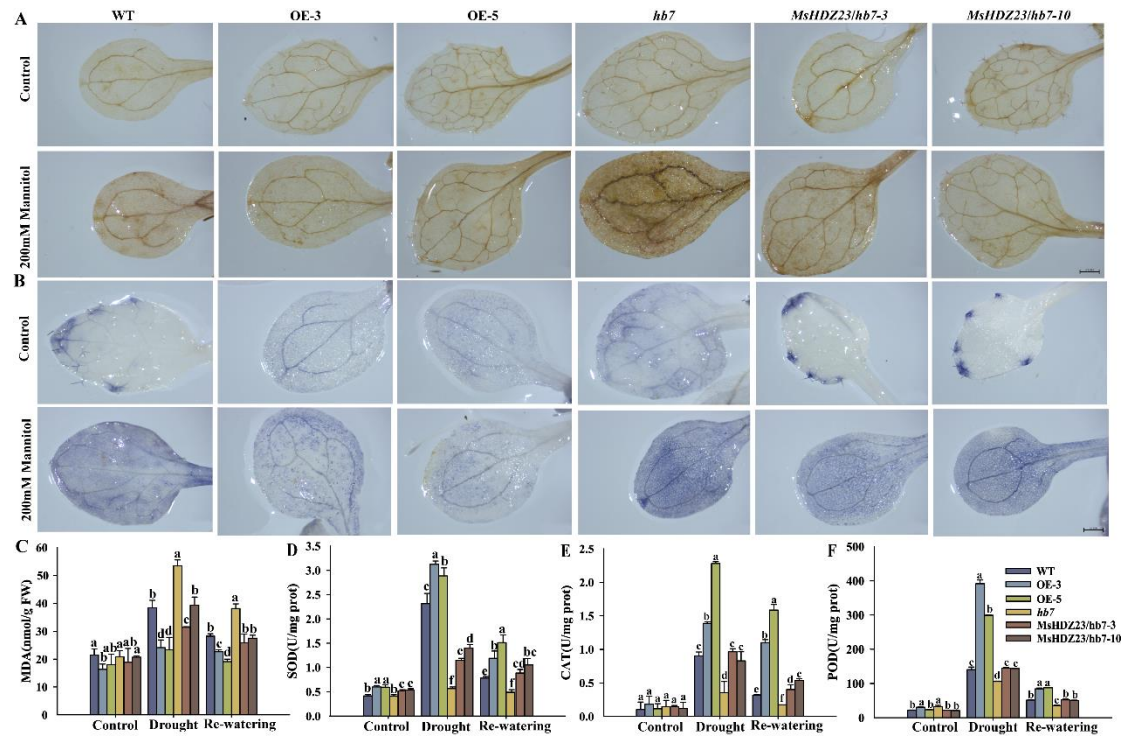 A
WT
OE-3
OE-5
hb7
MsHDZ23/hb7-3
MsHDZ23/hb7-10
Control
200mM Mannitol
B
Control
200mM Mannitol
C
MDA(nmol/g FW)
60
50
40
30
20
10
0
a b ab a ab a
b d d a c b
b c d a b b
Control Drought Re-watering
D
SOD(U/mg prot)
3.5
3.0
2.5
2.0
1.5
1.0
0.5
0.0
b a a b a a
c a b f e d
e b a f cd bc
Control Drought Re-watering
E
CAT(U/mg prot)
2.5
2.0
1.5
1.0
0.5
0.0
a a a a a a
c b a d c c
e b a f d c
Control Drought Re-watering
F
POD(U/mg prot)
500
400
300
200
100
0
b a b a b b
c a b d c c
b a a c b b
Control Drought Re-watering
WT
OE-3
OE-5
hb7
MsHDZ23/hb7-3
MsHDZ23/hb7-10